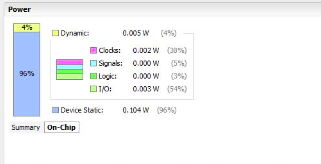 Power
4%
Dynamic: 0.005 W (4%)
Clocks: 0.002 W (38%)
Signals: 0.000 W (5%)
96%
Logic: 0.000 W (3%)
I/O: 0.003 W (54%)
Device Static: 0.104 W (96%)
Summary On-Chip